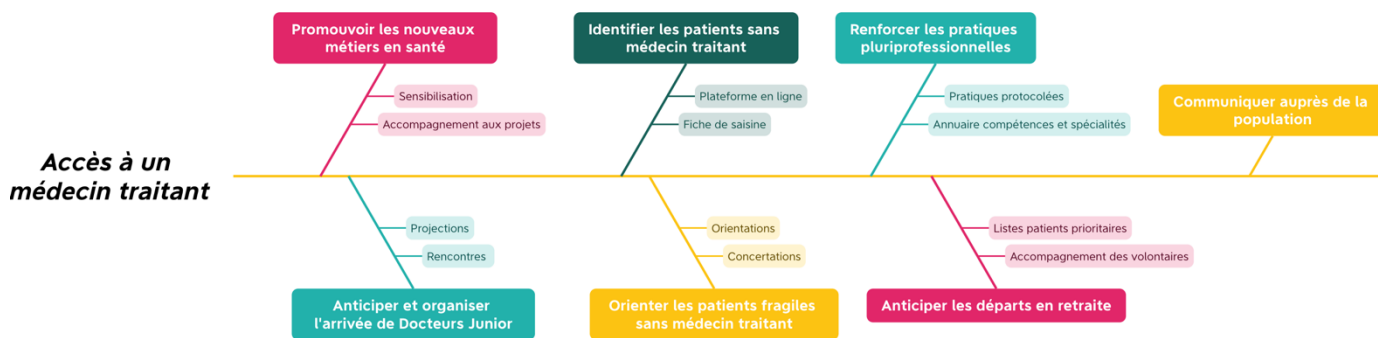 Promouvoir les nouveaux
métiers en santé
Sensibilisation
Accompagnement aux projets
Identifier les patients sans
médecin traitant
Plateforme en ligne
Fiche de saisine
Renforcer les pratiques
pluriprofessionnelles
Pratiques protocolées
Annuaire compétences et spécialités
Communiquer auprès de la
population
Accès à un
médecin traitant
Projections
Rencontres
Anticiper et organiser
l'arrivée de Docteurs Junior
Orientations
Concertations
Orienter les patients fragiles
sans médecin traitant
Listes patients prioritaires
Accompagnement des volontaires
Anticiper les départs en retraite